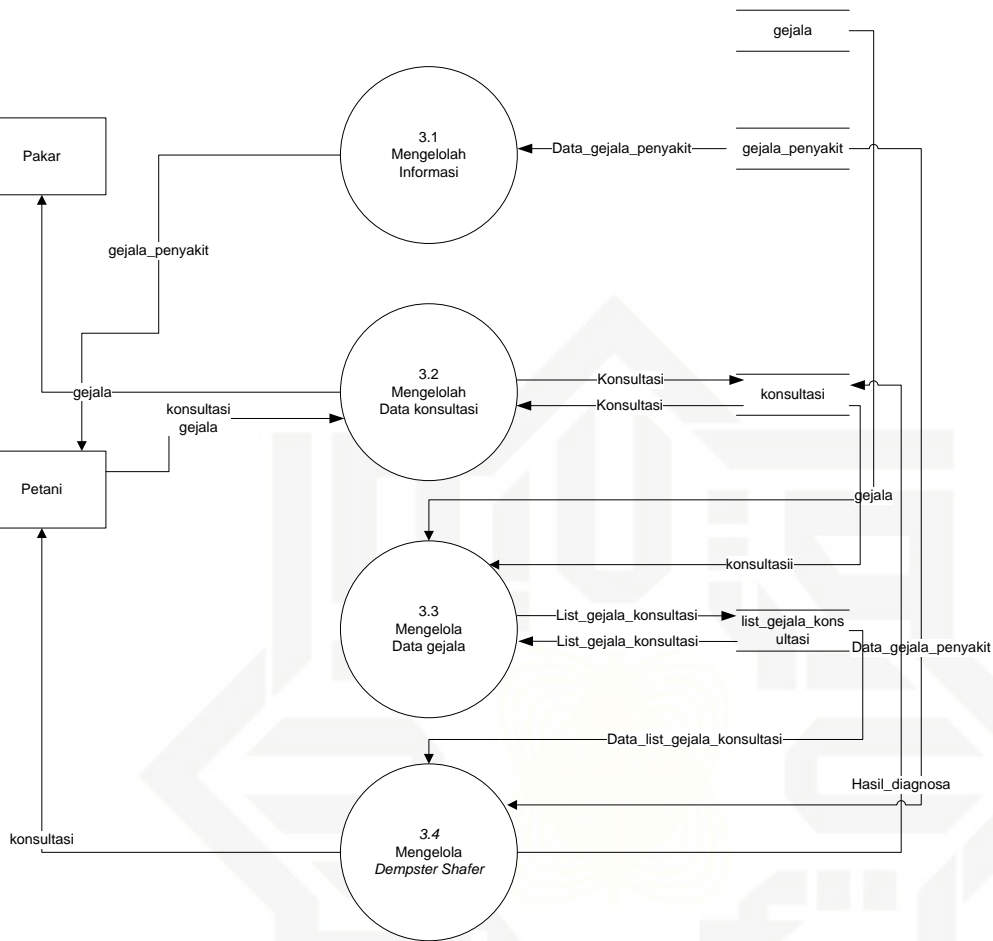 gejala
3.1
Mengelolah
Informasi
Pakar
Data_gejala_penyakit
gejala_penyakit
gejala_penyakit
3.2
Mengelolah
Data konsultasi
Konsultasi
konsultasi
Konsultasi
gejala
konsultasi
gejala
Petani
gejala
konsultasii
3.3
Mengelola
Data gejala
List_gejala_konsultasi
List_gejala_konsultasi
list_gejala_kons
ultasi
Data_gejala_penyakit
Data_list_gejala_konsultasi
Hasil_diagnosa
3.4
Mengelola
Dempster Shafer
konsultasi